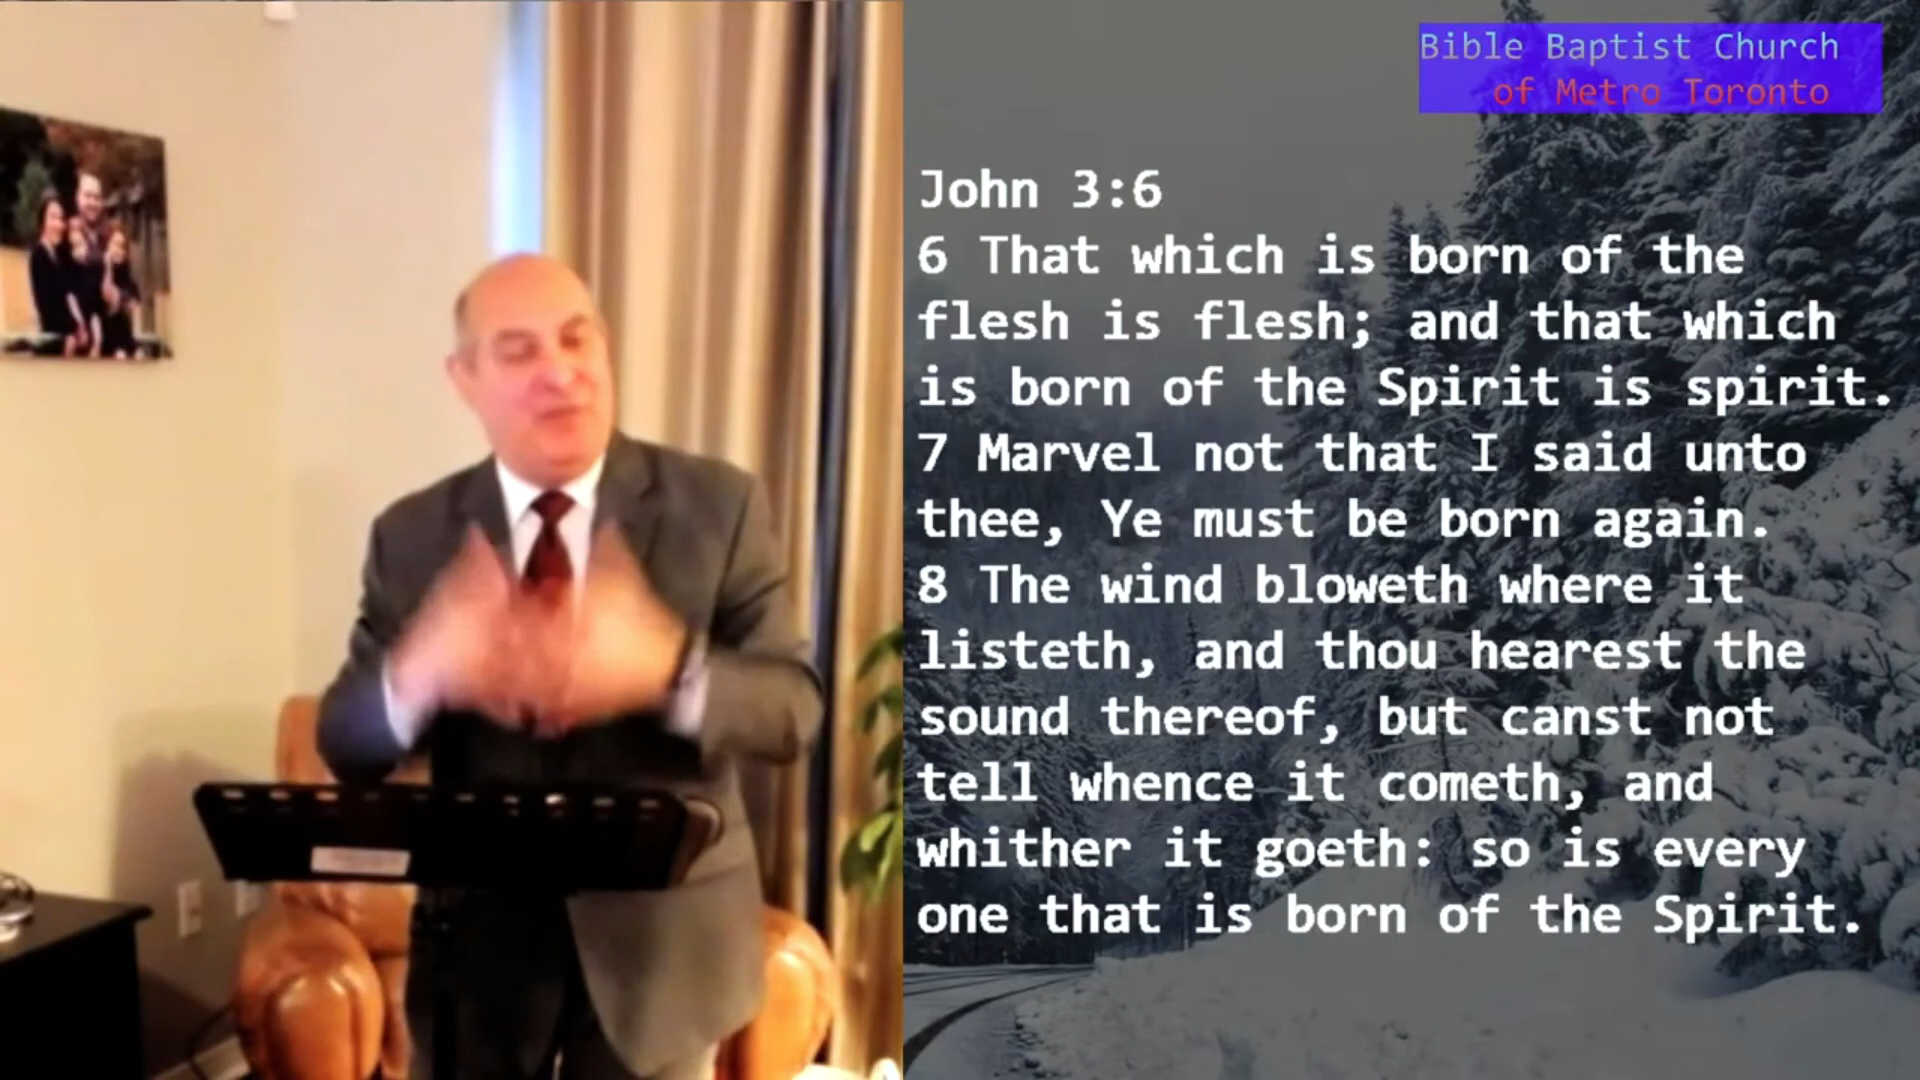 Bible Baptist Church
of Metro Toronto
John 3:6
6 That which is born of the
flesh is flesh; and that which
is born of the Spirit is spirit.
7 Marvel not that I said unto
thee, Ye must be born again.
8 The wind bloweth where it
listeth, and thou hearest the
sound thereof, but canst not
tell whence it cometh, and
whither it goeth: so is every
one that is born of the Spirit.